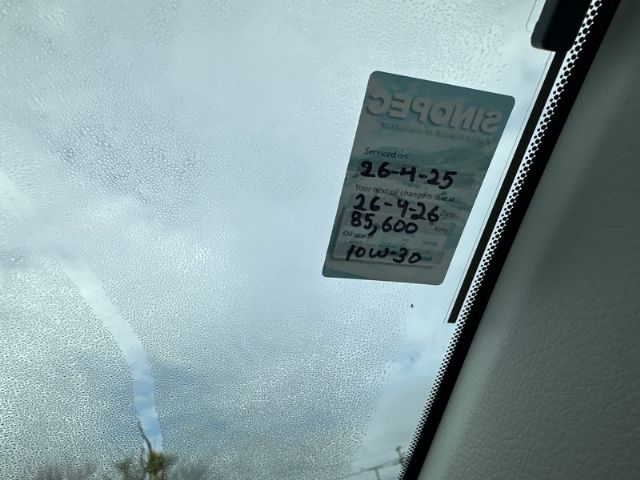 SINOPEC
Serviced on
26-4-25
Your next oil change is due at
26-4-26 Date
85,600 Kms
Oil grade
10W-30